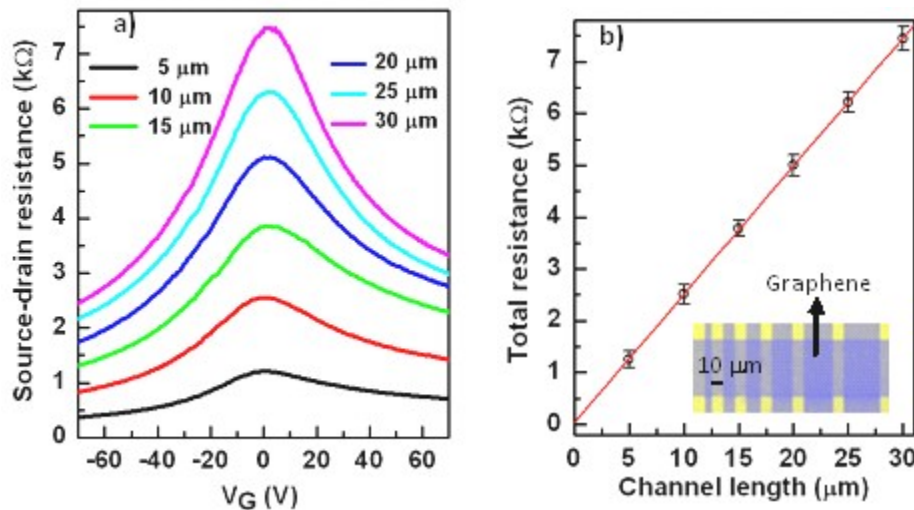 a)
Source-drain resistance (kΩ)
7
6
5
4
3
2
1
0
5 μm
10 μm
15 μm
20 μm
25 μm
30 μm
-60 -40 -20 0 20 40 60
VG (V)
b)
Total resistance (kΩ)
7
6
5
4
3
2
1
0
Graphene
10 μm
0 5 10 15 20 25 30
Channel length (μm)